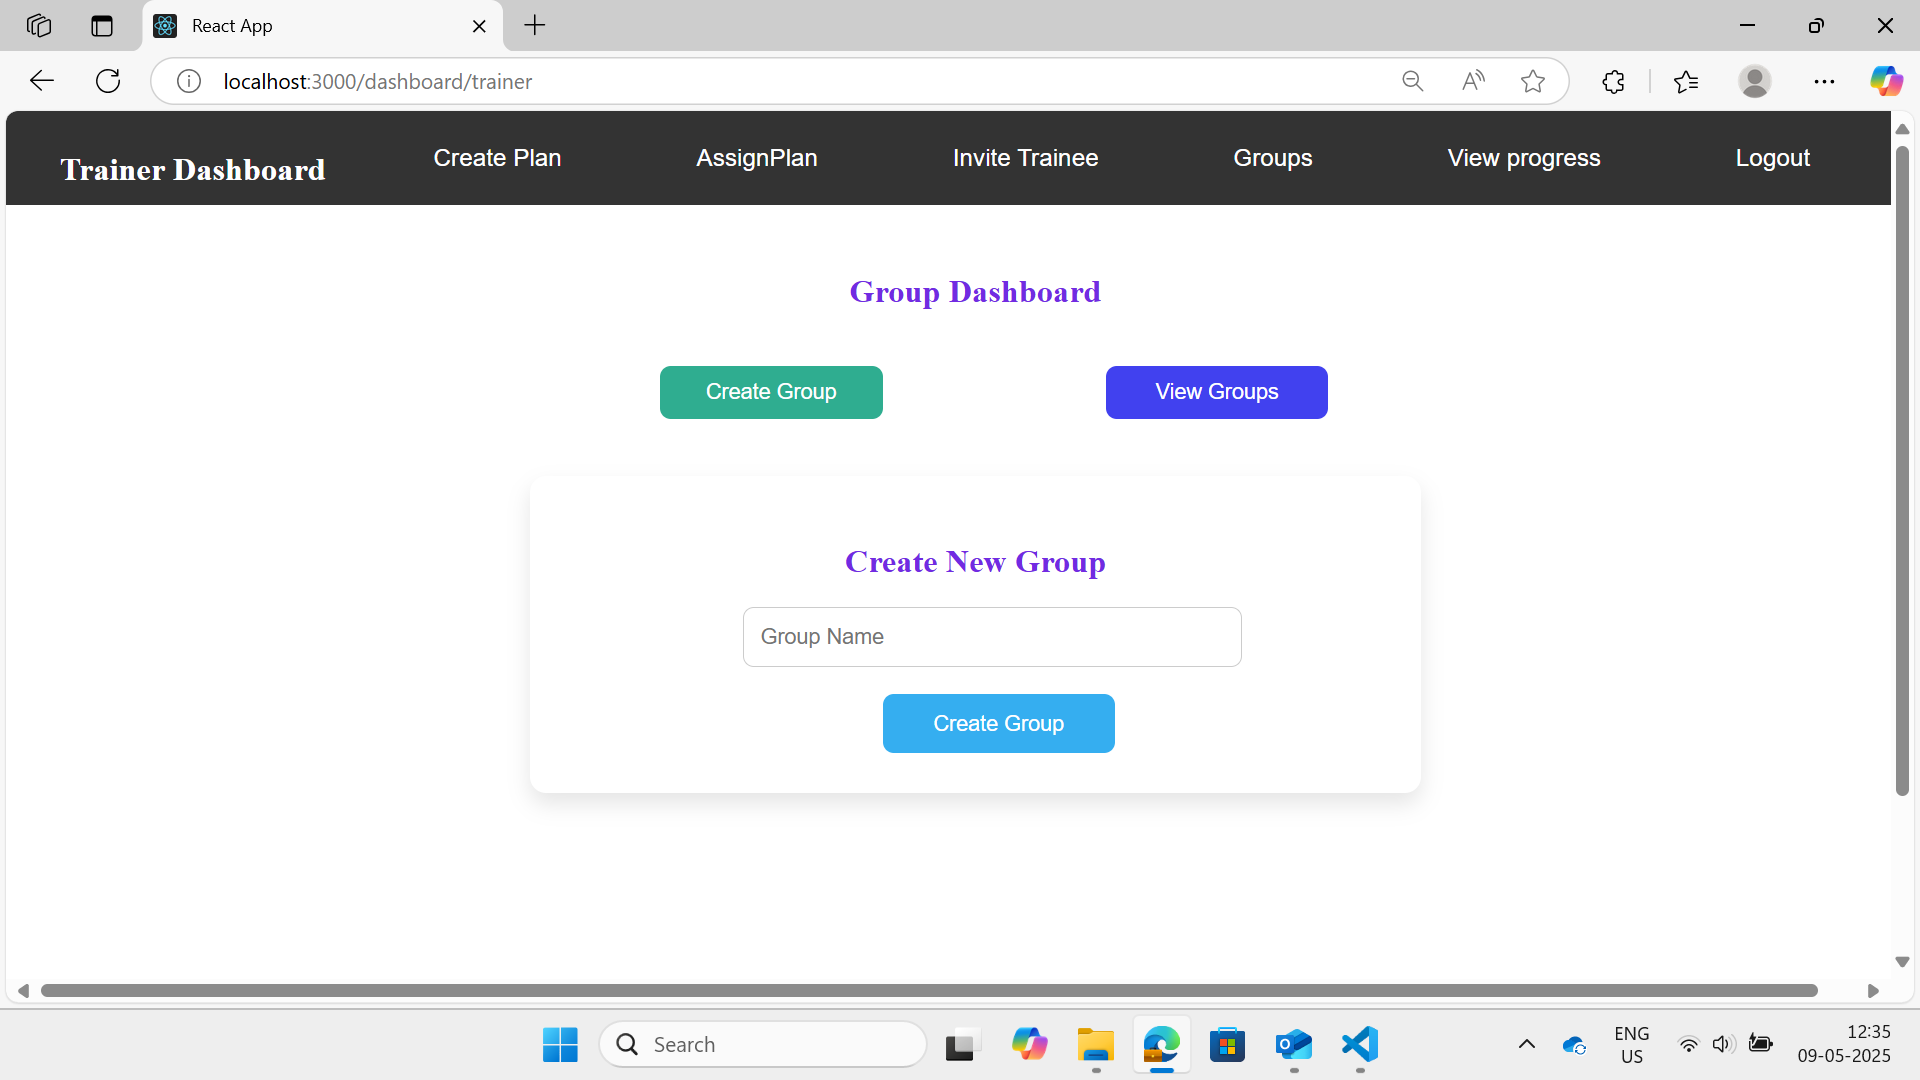 React App
localhost:3000/dashboard/trainer
Trainer Dashboard
Create Plan
AssignPlan
Invite Trainee
Groups
View progress
Logout
Group Dashboard
Create Group
View Groups
Create New Group
Group Name
Create Group
Search
ENG
US
12:35
09-05-2025